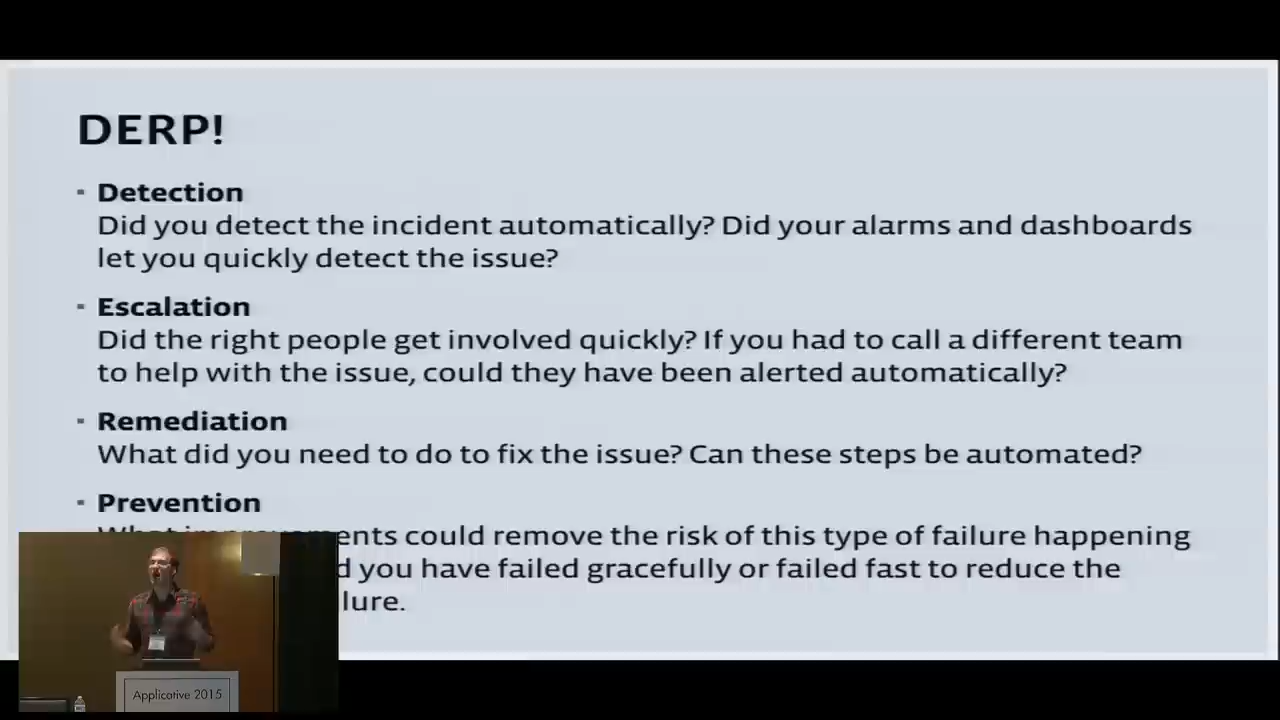 DERP!
▪ Detection
Did you detect the incident automatically? Did your alarms and dashboards
let you quickly detect the issue?
▪ Escalation
Did the right people get involved quickly? If you had to call a different team
to help with the issue, could they have been alerted automatically?
▪ Remediation
What did you need to do to fix the issue? Can these steps be automated?
▪ Prevention
What improvements could remove the risk of this type of failure happening
you have failed gracefully or failed fast to reduce the
Applicative 2015